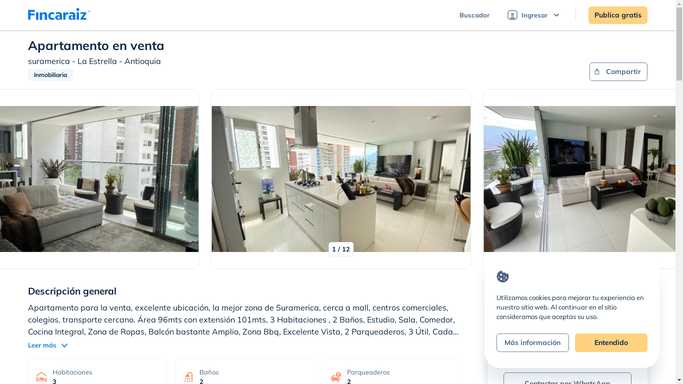 Fincaraiz
Buscador
Ingresar
Publica gratis
Apartamento en venta
suramerica - La Estrella - Antioquia
Inmobiliaria
Compartir
1 / 12
Descripción general
Apartamento para la venta, excelente ubicación, la mejor zona de Suramerica, cerca a mall, centros comerciales,
colegios, transporte cercano. Área 96mts con extensión 101mts, 3 Habitaciones , 2 Baños, Estudio, Sala, Comedor,
Cocina Integral, Zona de Ropas, Balcón bastante Amplio, Zona Bbq, Excelente Vista, 2 Parqueaderos, 3 Útil, Cada...
Leer más
Habitaciones
3
Baños
2
Parqueaderos
2
Utilizamos cookies para mejorar tu experiencia en
nuestro sitio web. Al continuar en el sitio
consideramos que aceptas su uso.
Más información
Entendido
Contactar por WhatsApp